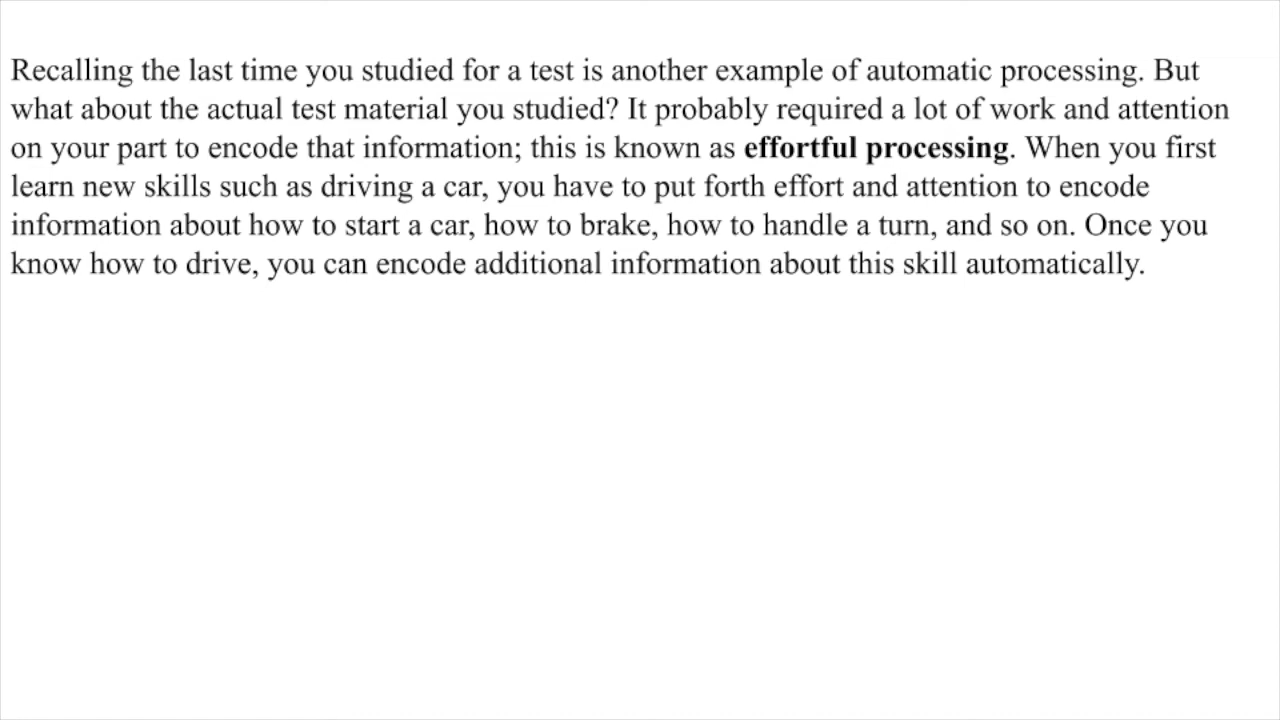 Recalling the last time you studied for a test is another example of automatic processing. But
what about the actual test material you studied? It probably required a lot of work and attention
on your part to encode that information; this is known as effortful processing. When you first
learn new skills such as driving a car, you have to put forth effort and attention to encode
information about how to start a car, how to brake, how to handle a turn, and so on. Once you
know how to drive, you can encode additional information about this skill automatically.